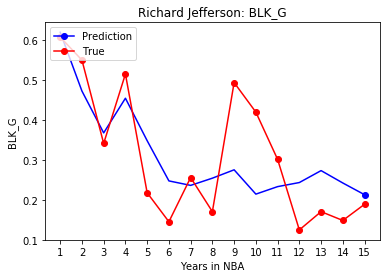 Richard Jefferson: BLK_G
Prediction
True
BLK_G
0.6
0.5
0.4
0.3
0.2
0.1
1 2 3 4 5 6 7 8 9 10 11 12 13 14 15
Years in NBA